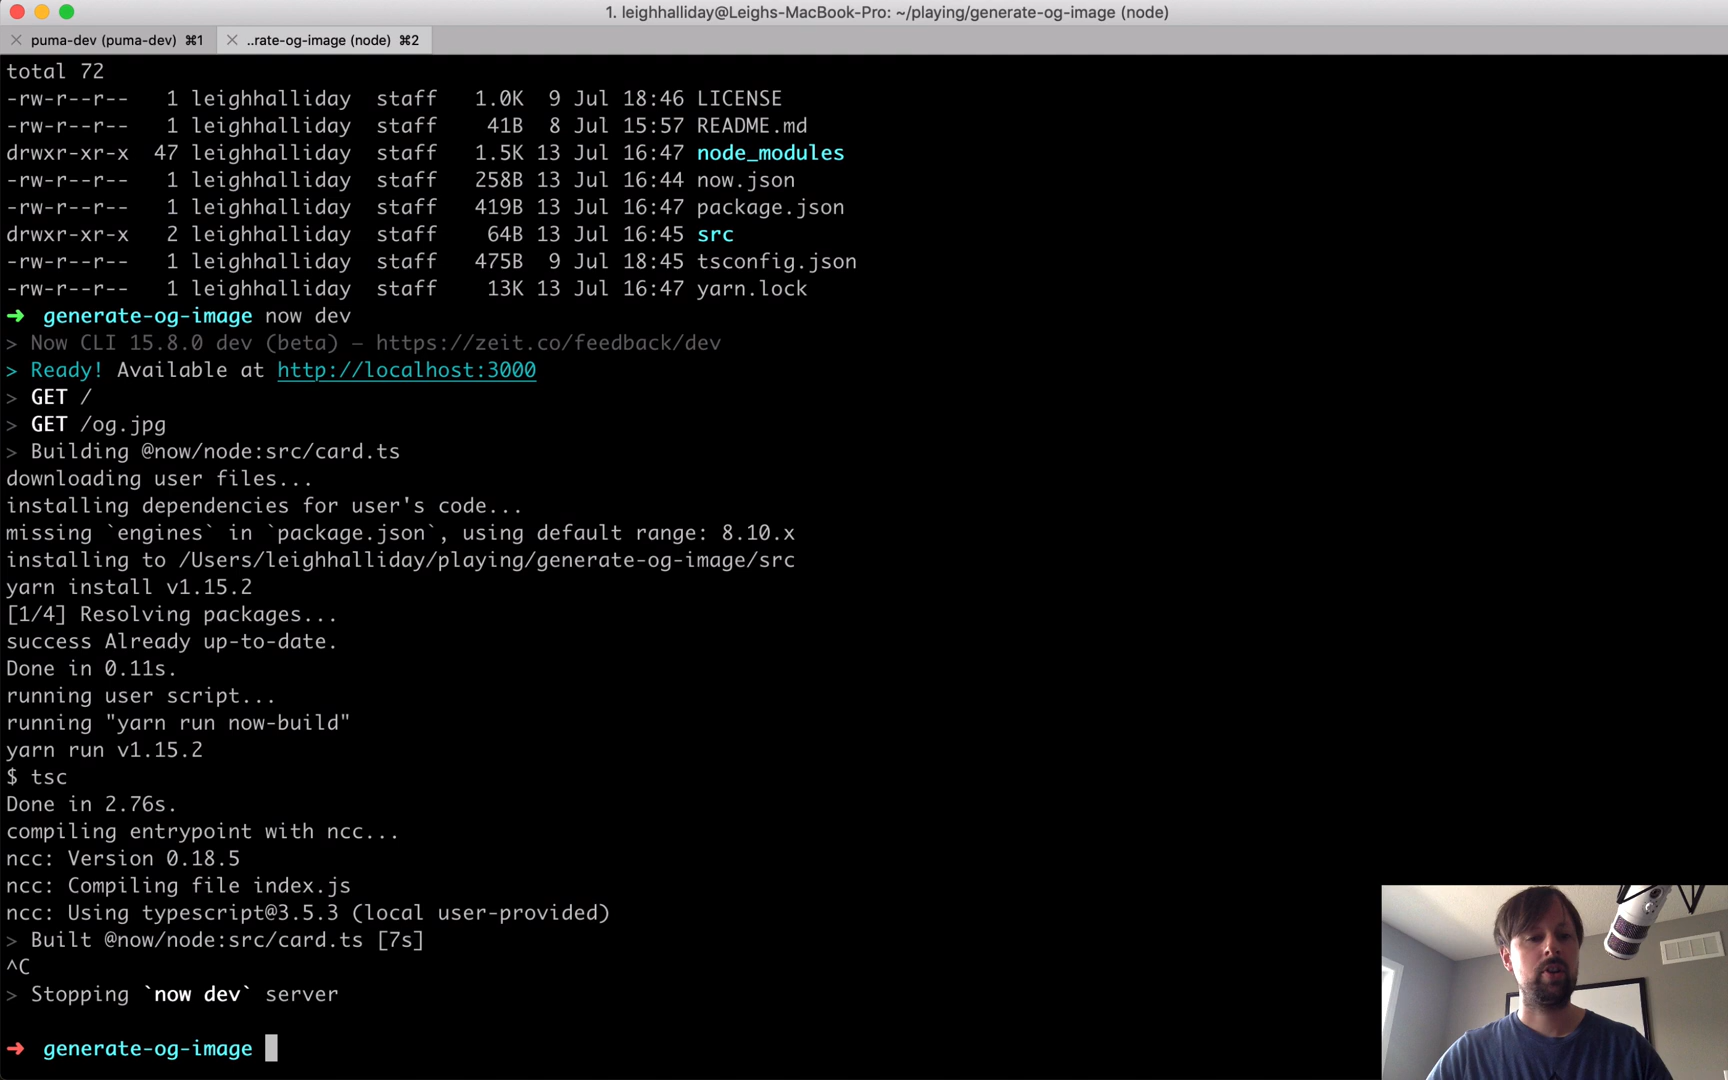 1. leighhalliday@Leighs-MacBook-Pro: ~/playing/generate-og-image (node)
puma-dev (puma-dev) ⌘1 ..rate-og-image (node) ⌘2
total 72
-rw-r--r-- 1 leighhalliday staff 1.0K 9 Jul 18:46 LICENSE
-rw-r--r-- 1 leighhalliday staff 41B 8 Jul 15:57 README.md
drwxr-xr-x 47 leighhalliday staff 1.5K 13 Jul 16:47 node_modules
-rw-r--r-- 1 leighhalliday staff 258B 13 Jul 16:44 now.json
-rw-r--r-- 1 leighhalliday staff 419B 13 Jul 16:47 package.json
drwxr-xr-x 2 leighhalliday staff 64B 13 Jul 16:45 src
-rw-r--r-- 1 leighhalliday staff 475B 9 Jul 18:45 tsconfig.json
-rw-r--r-- 1 leighhalliday staff 13K 13 Jul 16:47 yarn.lock
➜ generate-og-image now dev
> Now CLI 15.8.0 dev (beta) — https://zeit.co/feedback/dev
> Ready! Available at http://localhost:3000
> GET /
> GET /og.jpg
> Building @now/node:src/card.ts
downloading user files...
installing dependencies for user's code...
missing `engines` in `package.json`, using default range: 8.10.x
installing to /Users/leighhalliday/playing/generate-og-image/src
yarn install v1.15.2
[1/4] Resolving packages...
success Already up-to-date.
Done in 0.11s.
running user script...
running "yarn run now-build"
yarn run v1.15.2
$ tsc
Done in 2.76s.
compiling entrypoint with ncc...
ncc: Version 0.18.5
ncc: Compiling file index.js
ncc: Using typescript@3.5.3 (local user-provided)
> Built @now/node:src/card.ts [7s]
^C
> Stopping `now dev` server
➜ generate-og-image